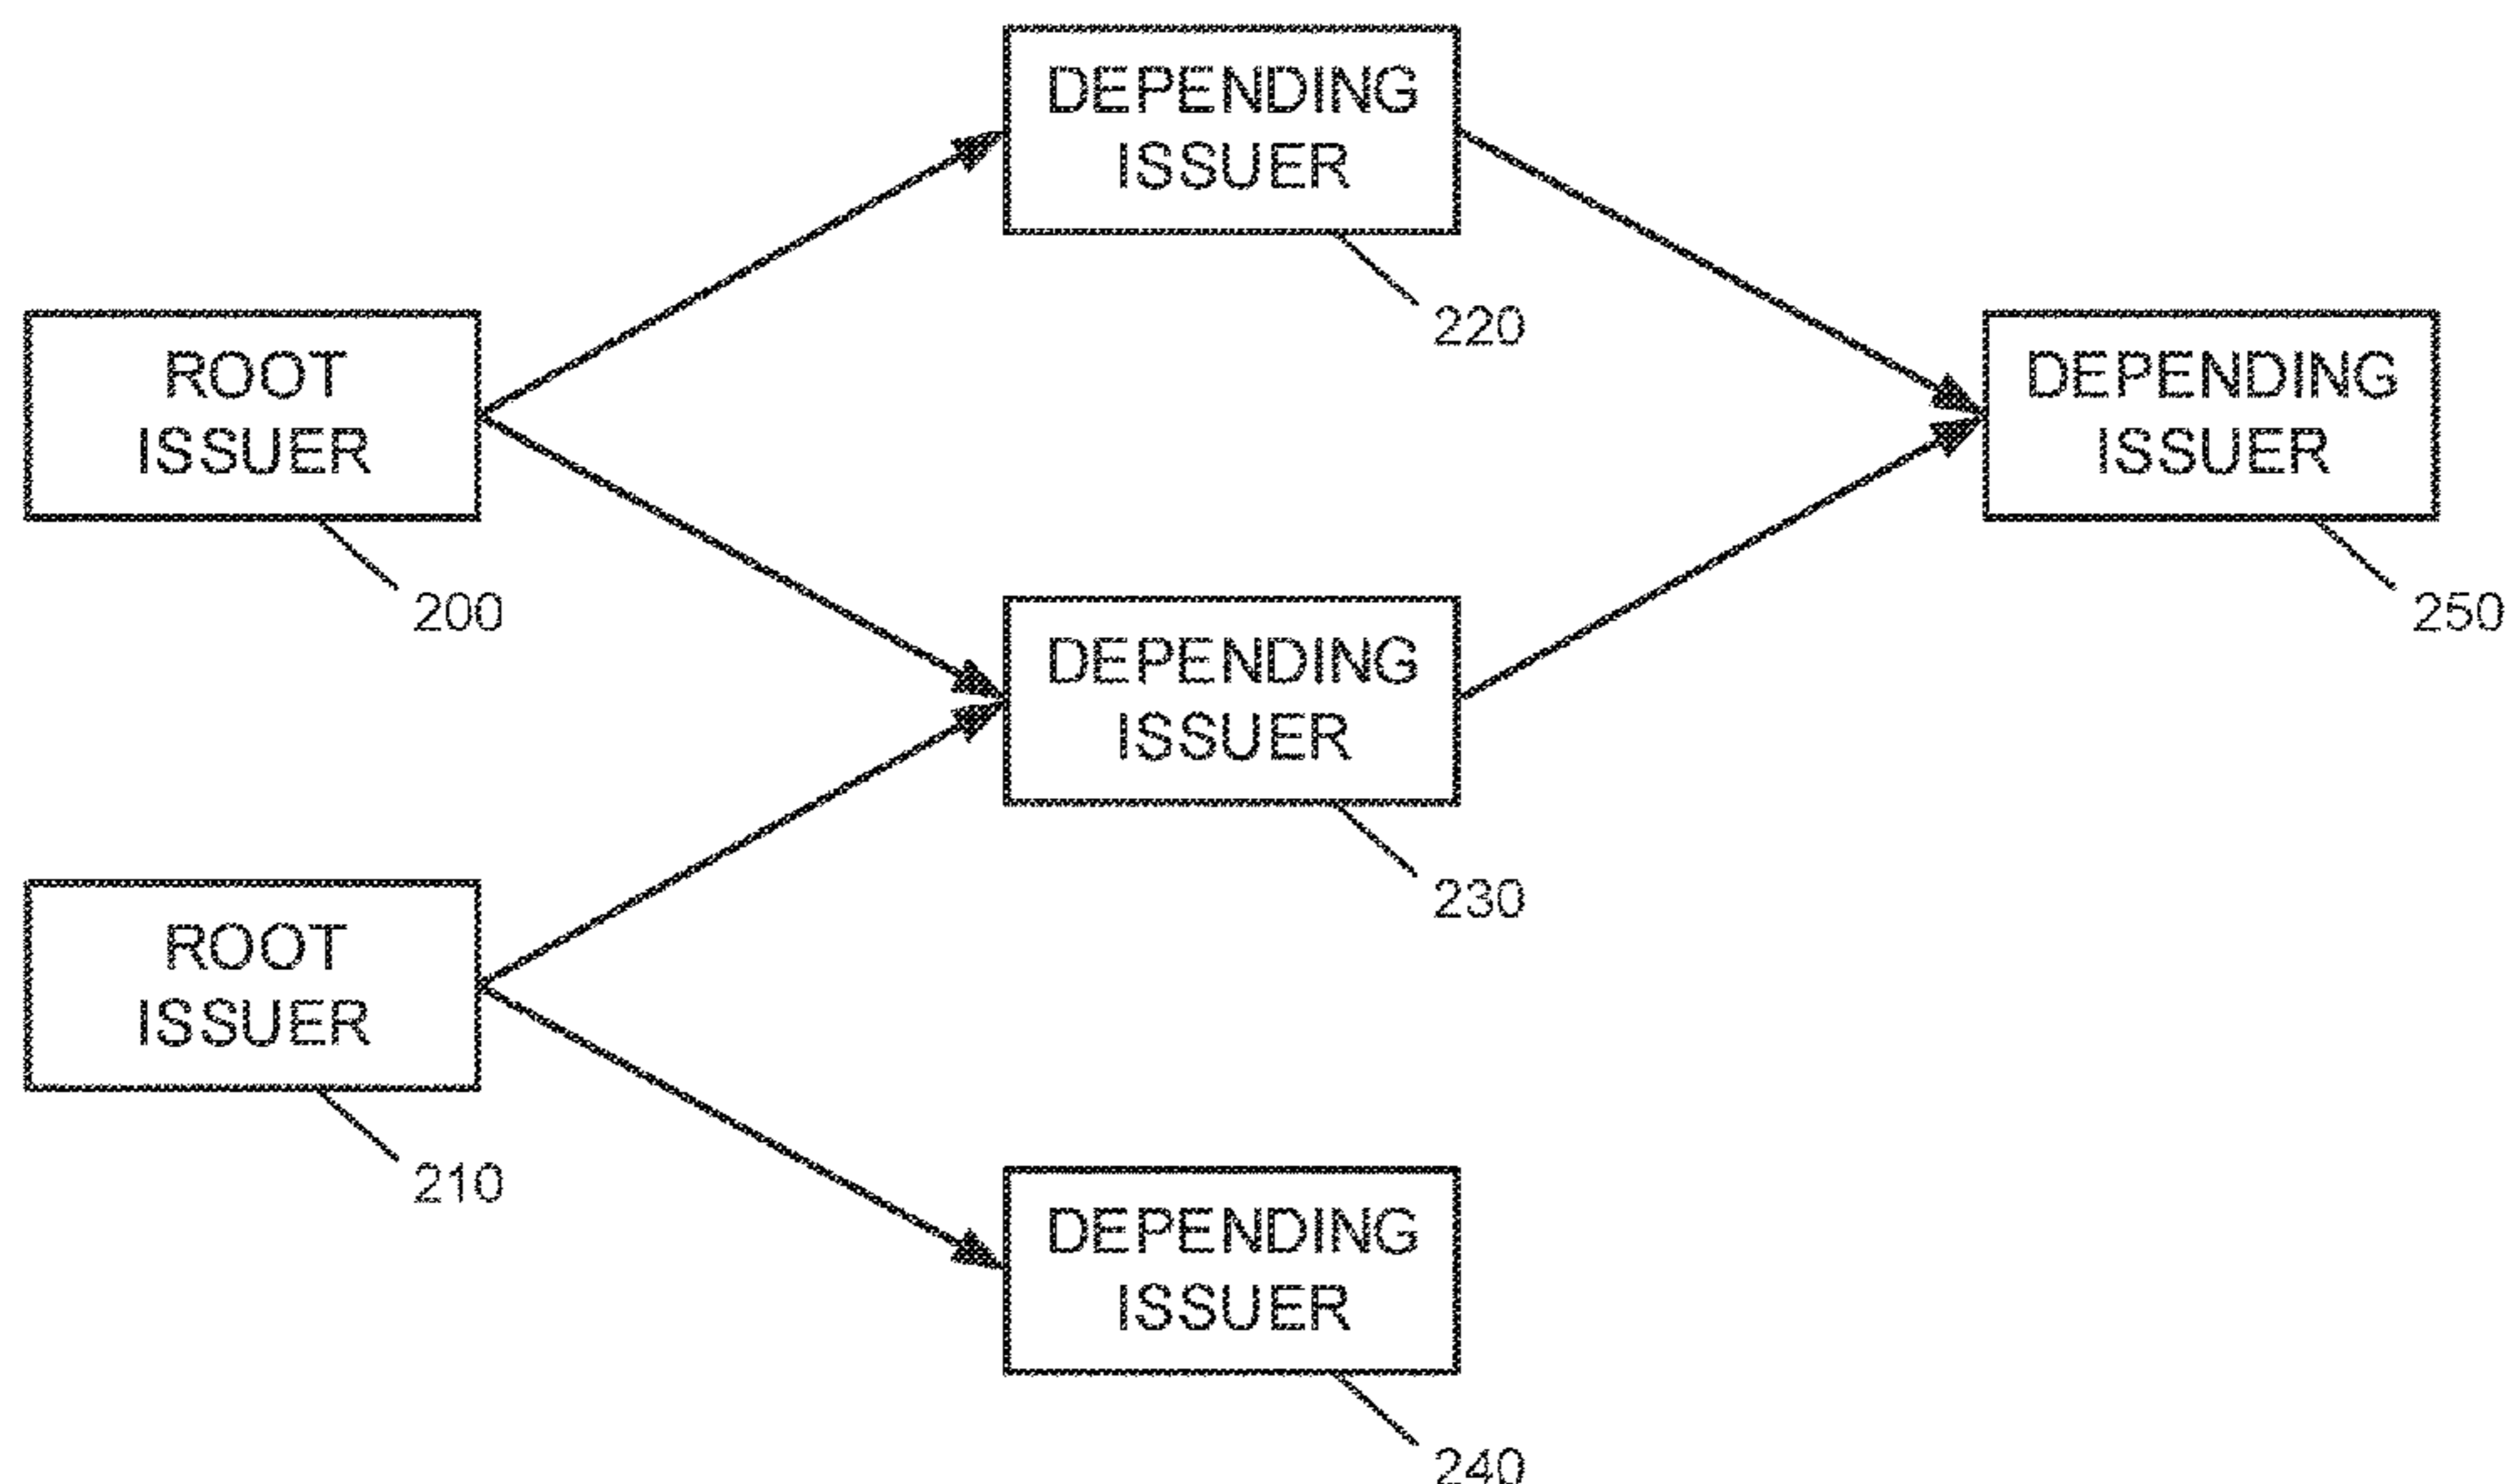 DEPENDING
ISSUER
220
ROOT
ISSUER
200
DEPENDING
ISSUER
250
DEPENDING
ISSUER
230
ROOT
ISSUER
210
DEPENDING
ISSUER
240